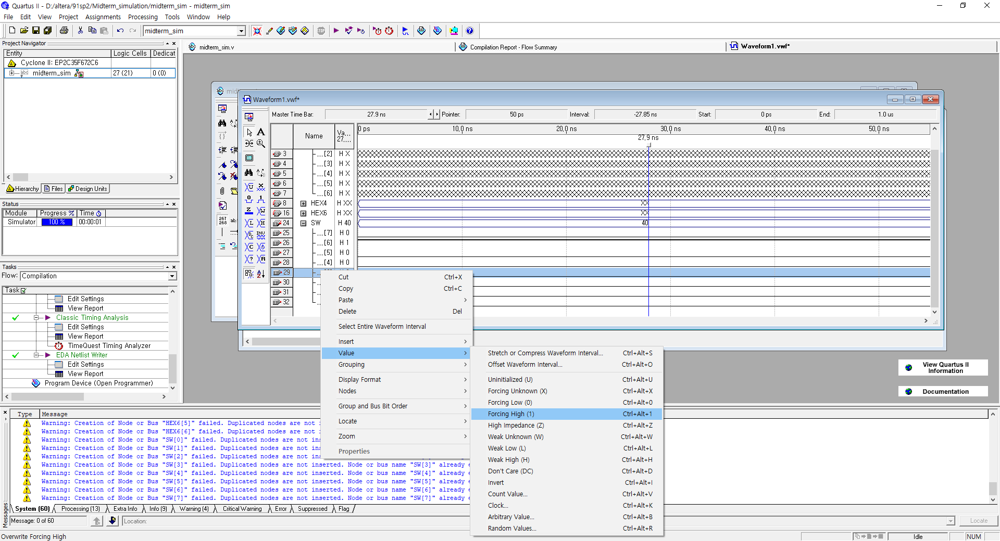 Quartus II - D:/altera/91sp2/Midterm_simulation/midterm_sim - midterm_sim
File Edit View Project Assignments Processing Tools Window Help
midterm_sim
Project Navigator
Entity Logic Cells Dedicat
Cyclone II: EP2C35F672C6
midterm_sim 27 (21) 0 (0)
Hierarchy Files Design Units
Status
Module Progress % Time
Simulator 100 % 00:00:01
Tasks
Flow: Compilation
Task
Edit Settings
View Report
Classic Timing Analysis
Edit Settings
View Report
TimeQuest Timing Analyzer
EDA Netlist Writer
Edit Settings
View Report
Program Device (Open Programmer)
midterm_sim.v
Compilation Report - Flow Summary
Waveform1.vwf*
Waveform1.vwf*
Master Time Bar: 27.9 ns Pointer: 50 ps Interval: -27.85 ns Start: 0 ps End: 1.0 us
Name Va... 27....
0 ps 10.0 ns 20.0 ns 30.0 ns 40.0 ns 50.0 ns
27.9 ns
3 ...[2] H X
4 ...[3] H X
5 ...[4] H X
6 ...[5] H X
7 ...[6] H X
8 HEX4 H XX XX
16 HEX6 H XX XX
24 SW H 40 40
25 ...[7] H 0
26 ...[6] H 1
27 ...[5] H 0
28 ...[4] H 0
29
30
31
32
Cut Ctrl+X
Copy Ctrl+C
Paste
Delete Del
Select Entire Waveform Interval
Insert
Value
Grouping
Display Format
Nodes
Group and Bus Bit Order
Locate
Zoom
Properties
Stretch or Compress Waveform Interval... Ctrl+Alt+S
Offset Waveform Interval... Ctrl+Alt+O
Uninitialized (U) Ctrl+Alt+U
Forcing Unknown (X) Ctrl+Alt+X
Forcing Low (0) Ctrl+Alt+0
Forcing High (1) Ctrl+Alt+1
High Impedance (Z) Ctrl+Alt+Z
Weak Unknown (W) Ctrl+Alt+W
Weak Low (L) Ctrl+Alt+L
Weak High (H) Ctrl+Alt+H
Don't Care (DC) Ctrl+Alt+D
Invert Ctrl+Alt+I
Count Value... Ctrl+Alt+V
Clock... Ctrl+Alt+K
Arbitrary Value... Ctrl+Alt+B
Random Values... Ctrl+Alt+R
View Quartus II
Information
Documentation
Type Message
Warning: Creation of Node or Bus "HEX6[5]" failed. Duplicated nodes are not i
Warning: Creation of Node or Bus "HEX6[6]" failed. Duplicated nodes are not i
Warning: Creation of Node or Bus "SW[0]" failed. Duplicated nodes are not ins
Warning: Creation of Node or Bus "SW[1]" failed. Duplicated nodes are not ins
Warning: Creation of Node or Bus "SW[2]" failed. Duplicated nodes are not ins
Warning: Creation of Node or Bus "SW[3]" failed. Duplicated nodes are not inserted. Node or bus name "SW[3]" already e
Warning: Creation of Node or Bus "SW[4]" failed. Duplicated nodes are not inserted. Node or bus name "SW[4]" already e
Warning: Creation of Node or Bus "SW[5]" failed. Duplicated nodes are not inserted. Node or bus name "SW[5]" already e
Warning: Creation of Node or Bus "SW[6]" failed. Duplicated nodes are not inserted. Node or bus name "SW[6]" already e
Warning: Creation of Node or Bus "SW[7]" failed. Duplicated nodes are not inserted. Node or bus name "SW[7]" already e
System (60) Processing (13) Extra Info Info (9) Warning (4) Critical Warning Error Suppressed Flag
Messages
Message: 0 of 60 Location: Locate
Overwrite Forcing High Idle NUM